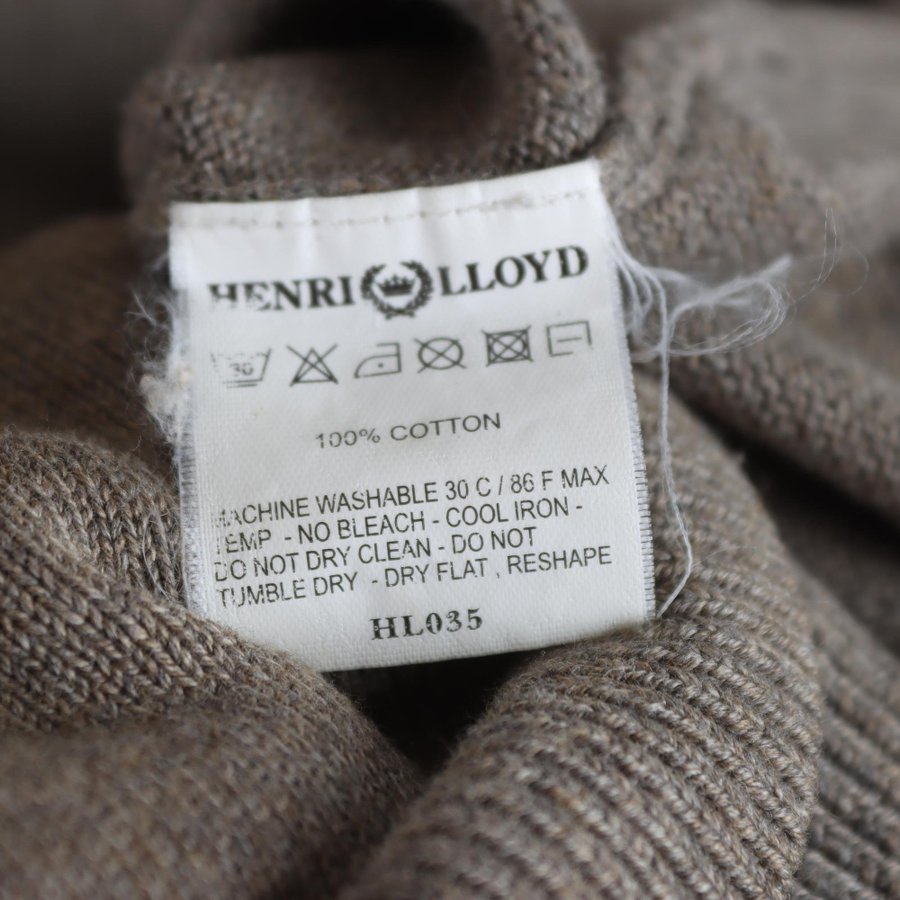 HENRI LLOYD
30
100% COTTON
MACHINE WASHABLE 30 C / 86 F MAX
TEMP - NO BLEACH - COOL IRON -
DO NOT DRY CLEAN - DO NOT
TUMBLE DRY - DRY FLAT , RESHAPE
HL035